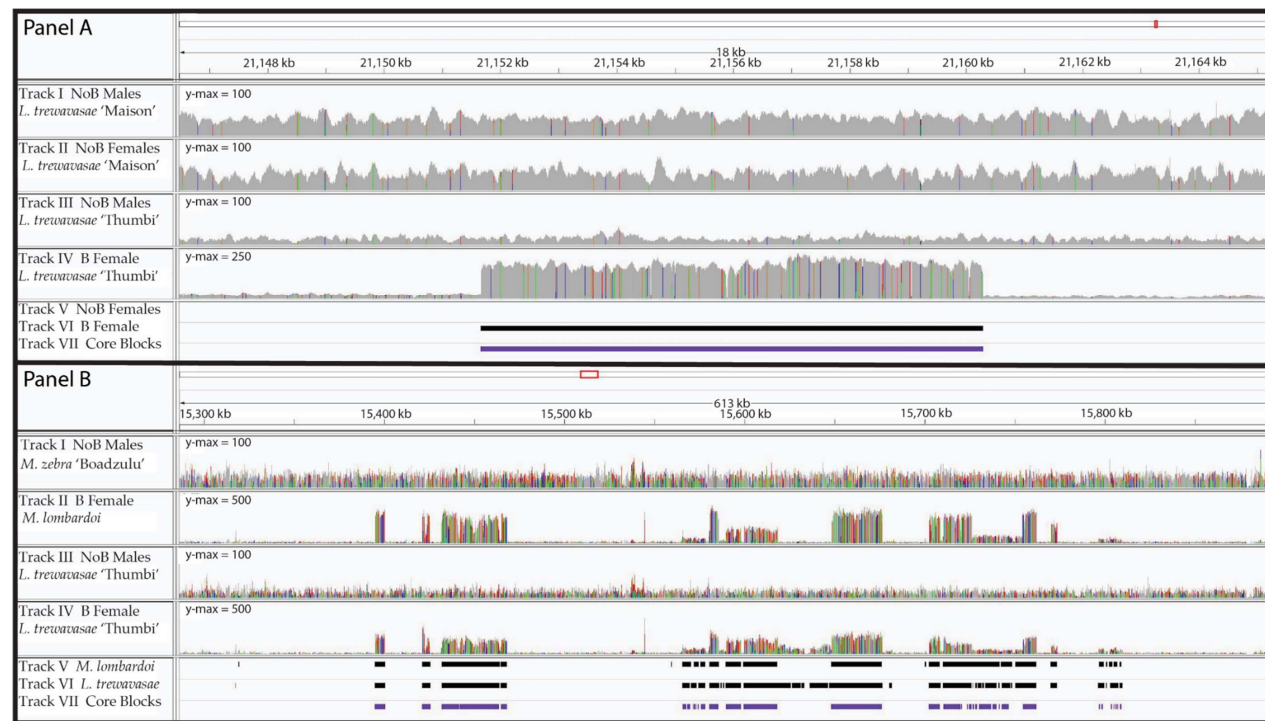 Panel A
18 kb
21,148 kb 21,150 kb 21,152 kb 21,154 kb 21,156 kb 21,158 kb 21,160 kb 21,162 kb 21,164 kb
Track I NoB Males
L. trewavasae 'Maison'
y-max = 100
Track II NoB Females
L. trewavasae 'Maison'
y-max = 100
Track III NoB Males
L. trewavasae 'Thumbi'
y-max = 100
Track IV B Female
L. trewavasae 'Thumbi'
y-max = 250
Track V NoB Females
Track VI B Female
Track VII Core Blocks
Panel B
613 kb
15,300 kb 15,400 kb 15,500 kb 15,600 kb 15,700 kb 15,800 kb
Track I NoB Males
M. zebra 'Boadzulu'
y-max = 100
Track II B Female
M. lombardoi
y-max = 500
Track III NoB Males
L. trewavasae 'Thumbi'
y-max = 100
Track IV B Female
L. trewavasae 'Thumbi'
y-max = 500
Track V M. lombardoi
Track VI L. trewavasae
Track VII Core Blocks